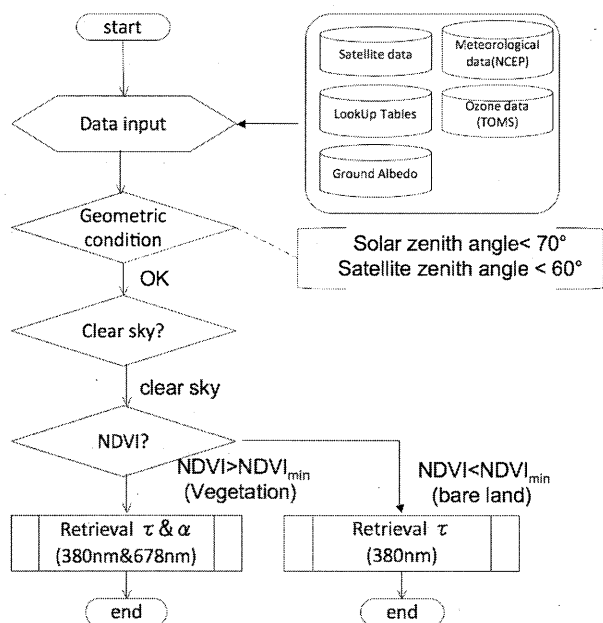 start
Data input
Satellite data
Meteorological
data(NCEP)
LookUp Tables
Ozone data
(TOMS)
Ground Albedo
Geometric
condition
Solar zenith angle< 70°
Satellite zenith angle < 60°
OK
Clear sky?
clear sky
NDVI?
NDVI>NDVImin
(Vegetation)
NDVI<NDVImin
(bare land)
Retrieval τ & α
(380nm&678nm)
Retrieval τ
(380nm)
end
end